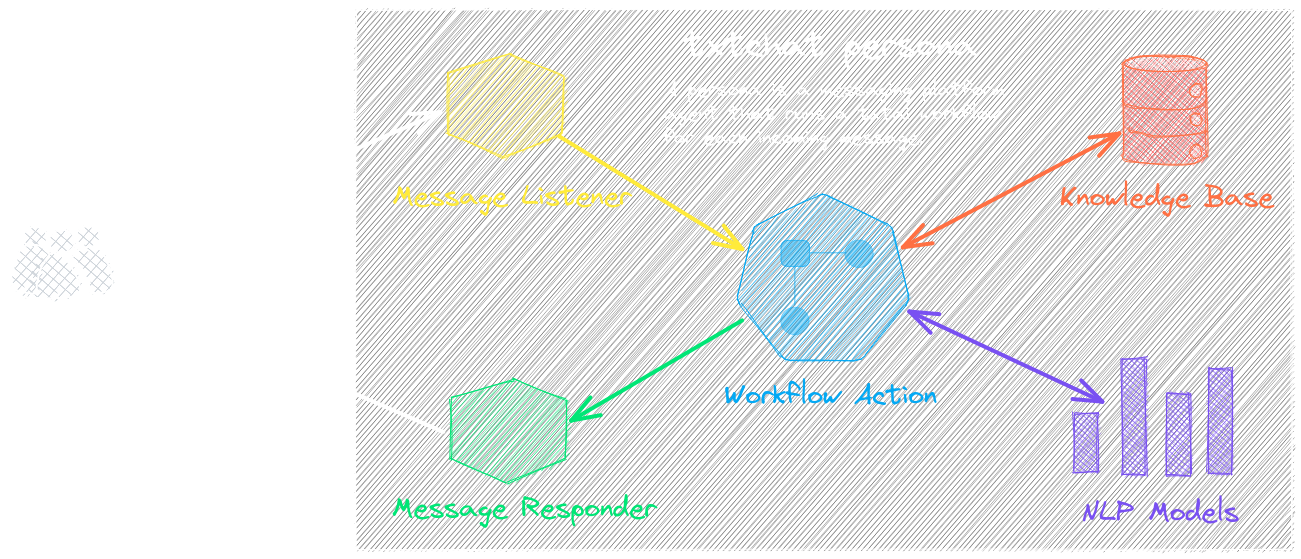 txtchat persona
A persona is a messaging platform
agent that runs a txtai workflow
for each incoming message.
Message Listener
Knowledge Base
Workflow Action
Message Responder
NLP Models